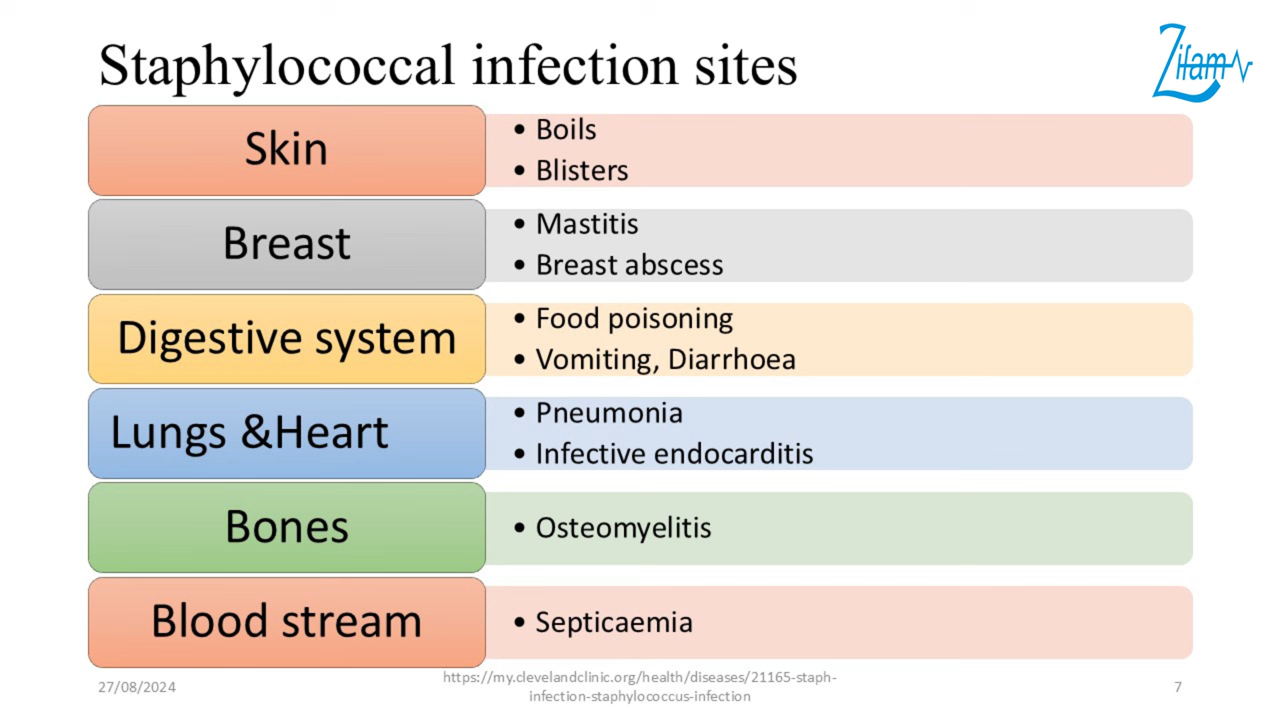 Staphylococcal infection sites
Zifam
Skin
• Boils
• Blisters
Breast
• Mastitis
• Breast abscess
Digestive system
• Food poisoning
• Vomiting, Diarrhoea
Lungs &Heart
• Pneumonia
• Infective endocarditis
Bones
• Osteomyelitis
Blood stream
• Septicaemia
27/08/2024
https://my.clevelandclinic.org/health/diseases/21165-staph-
infection-staphylococcus-infection
7